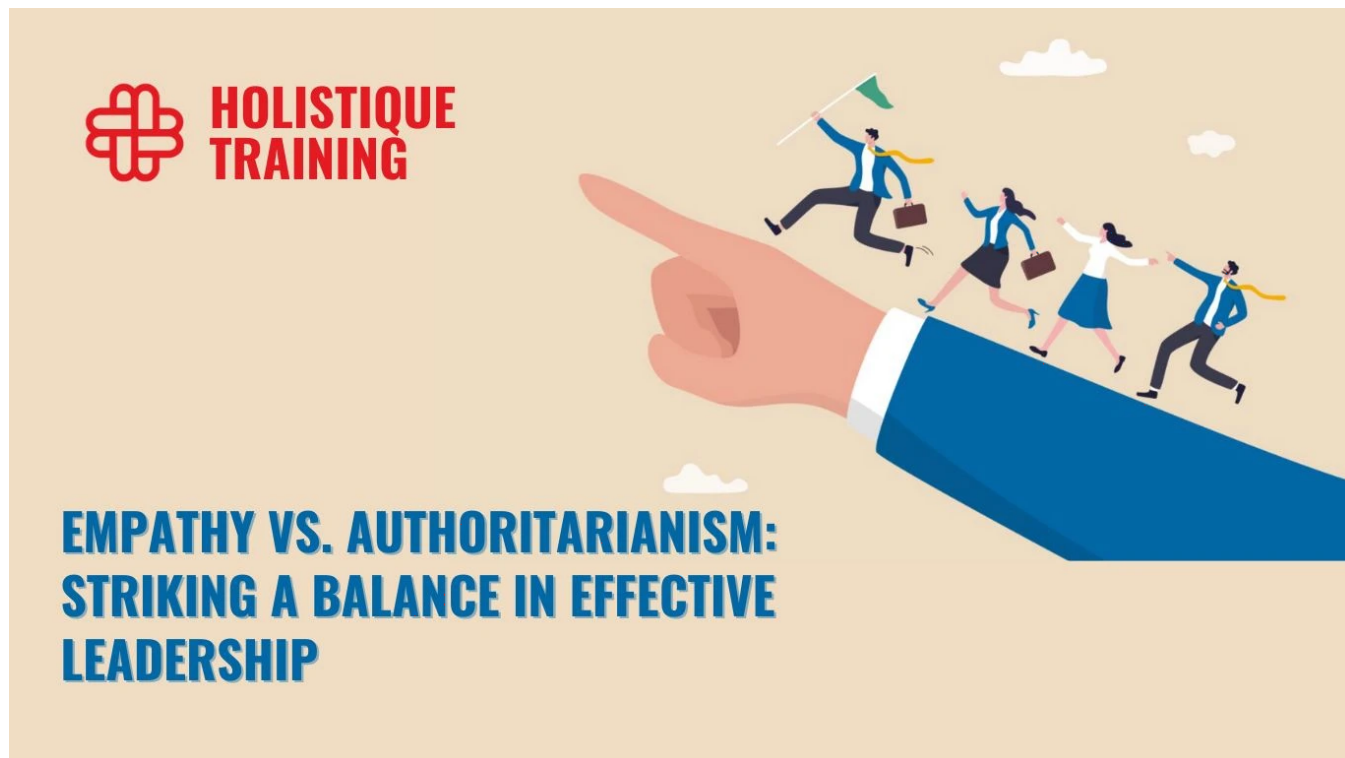 HOLISTIQUE
TRAINING
EMPATHY VS. AUTHORITARIANISM:
STRIKING A BALANCE IN EFFECTIVE
LEADERSHIP